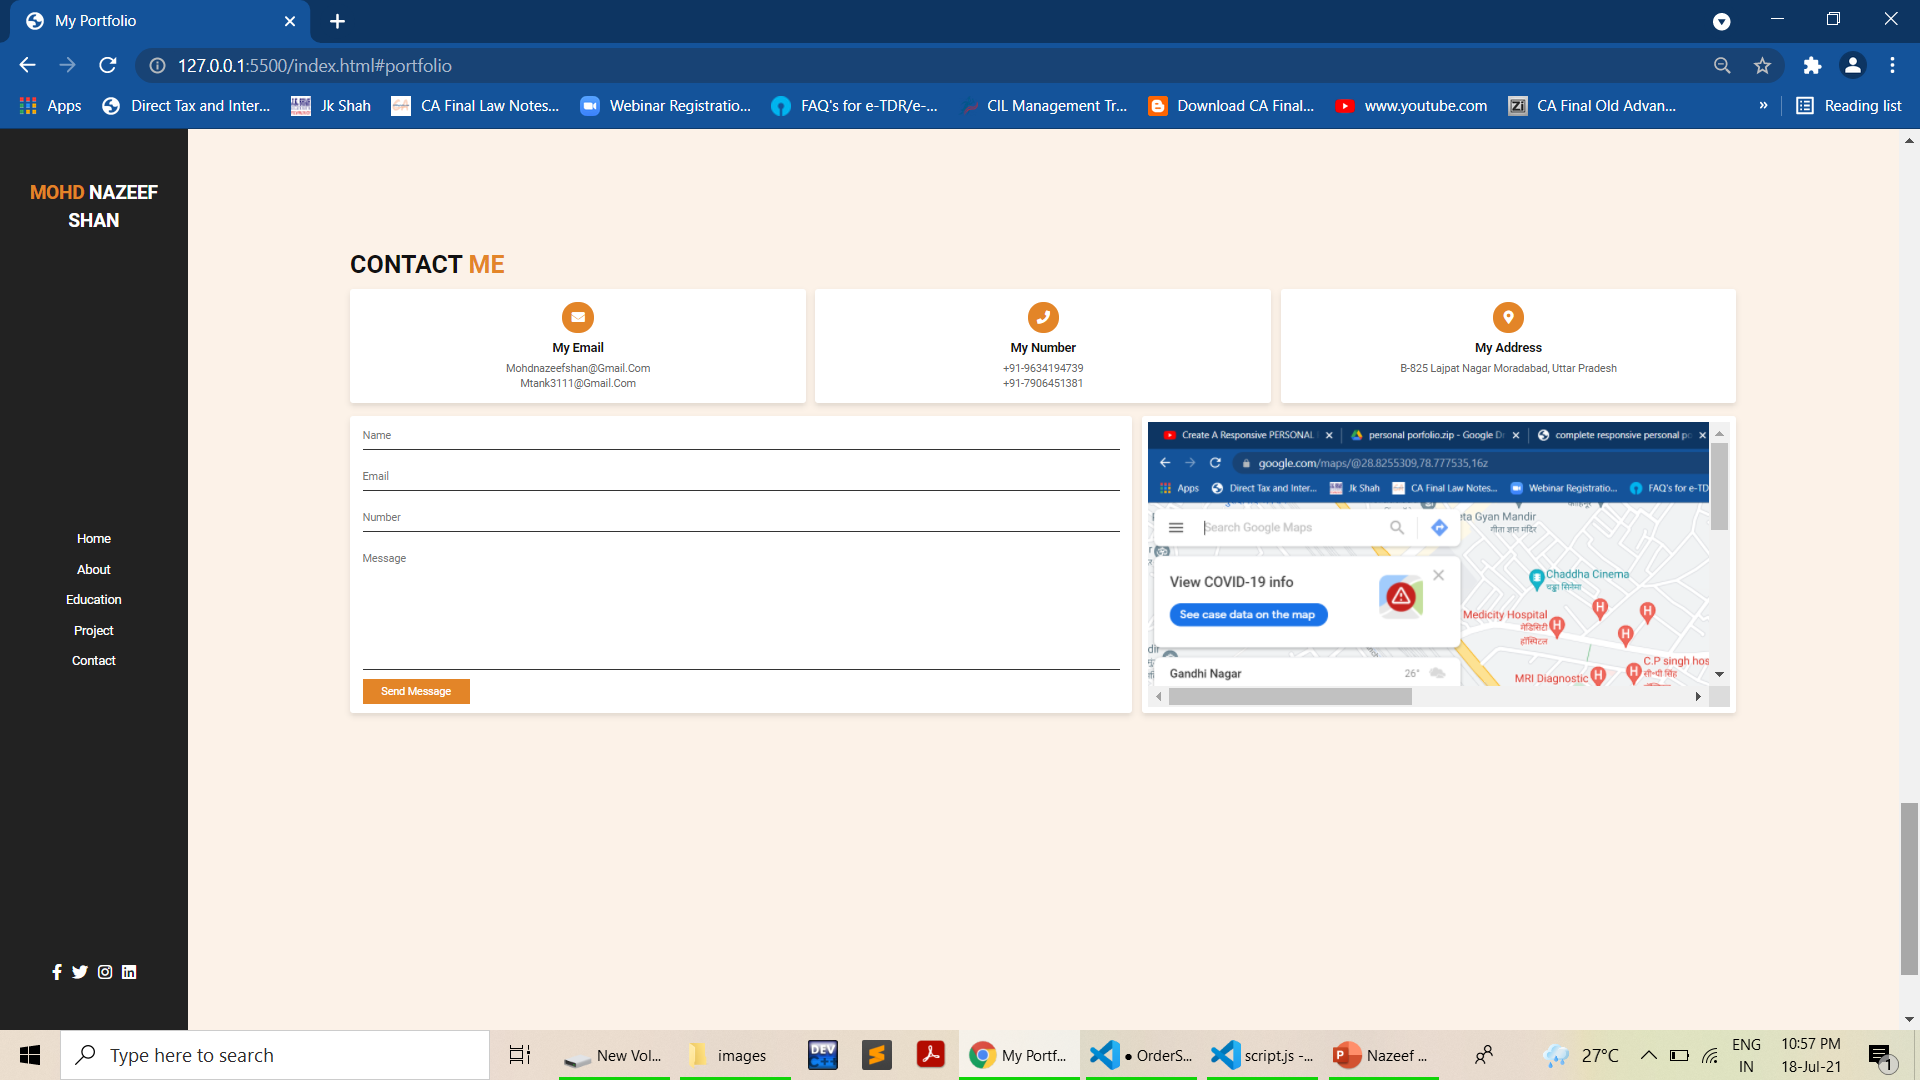 My Portfolio
127.0.0.1:5500/index.html#portfolio
Apps
Direct Tax and Inter...
Jk Shah
CA Final Law Notes...
Webinar Registratio...
FAQ's for e-TDR/e-...
CIL Management Tr...
Download CA Final...
www.youtube.com
CA Final Old Advan...
»
Reading list
MOHD NAZEEF
SHAN
Home
About
Education
Project
Contact
CONTACT ME
My Email
Mohdnazeefshan@Gmail.Com
Mtank3111@Gmail.Com
My Number
+91-9634194739
+91-7906451381
My Address
B-825 Lajpat Nagar Moradabad, Uttar Pradesh
Name
Email
Number
Message
Send Message
Create A Responsive PERSONAL
personal porfolio.zip - Google Dr
complete responsive personal po
google.com/maps/@28.8255309,78.777535,16z
Apps
Direct Tax and Inter...
Jk Shah
CA Final Law Notes...
Webinar Registratio...
FAQ's for e-TD
Search Google Maps
eta Gyan Mandir
गीता ज्ञान मंदिर
View COVID-19 info
See case data on the map
Chaddha Cinema
चड्ढा सिनेमा
Medicity Hospital
मेडिसिटी
हॉस्पिटल
C.P singh hos
सी-पी सिंह
MRI Diagnostic
Gandhi Nagar
26°
Type here to search
New Vol...
images
DEV
My Portf...
● OrderS...
script.js -...
Nazeef ...
27°C
ENG
IN
10:57 PM
18-Jul-21
1